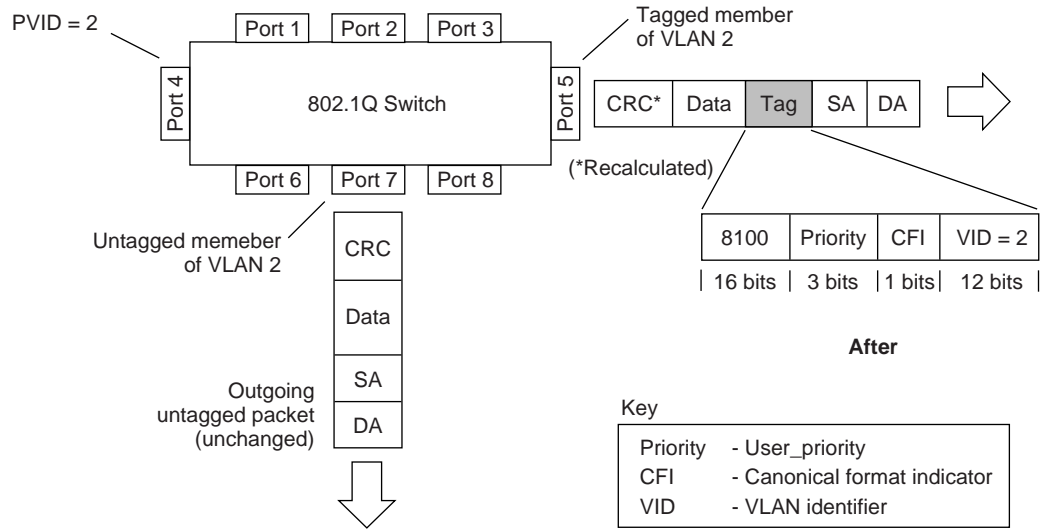 PVID = 2
Port 1
Port 2
Port 3
Tagged member
of VLAN 2
Port 4
802.1Q Switch
Port 5
CRC*
Data
Tag
SA
DA
(*Recalculated)
Port 6
Port 7
Port 8
Untagged memeber
of VLAN 2
8100
Priority
CFI
VID = 2
16 bits
3 bits
1 bits
12 bits
CRC
Data
SA
DA
Outgoing
untagged packet
(unchanged)
After
Key
Priority - User_priority
CFI - Canonical format indicator
VID - VLAN identifier